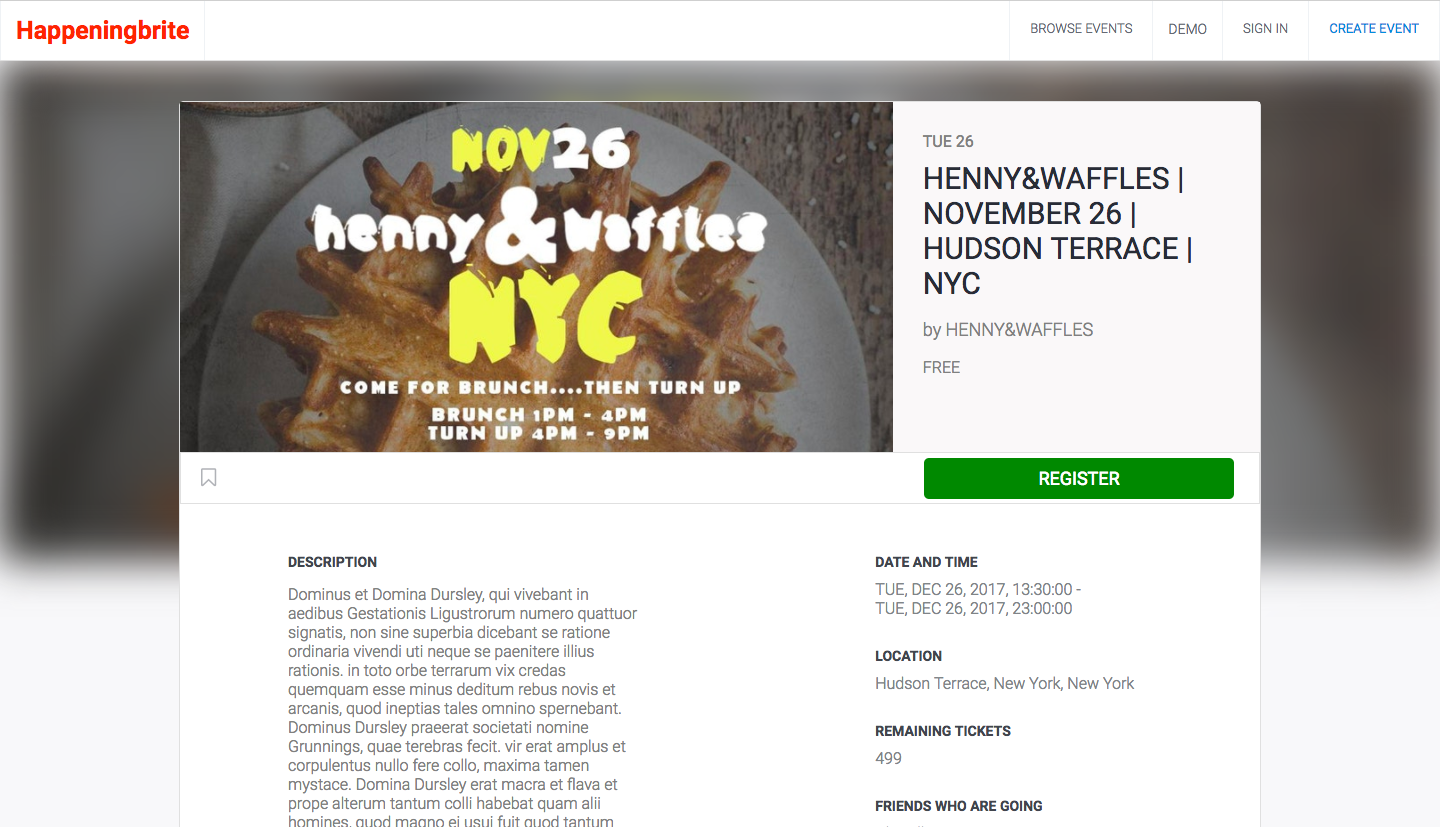 Happeningbrite
BROWSE EVENTS
DEMO
SIGN IN
CREATE EVENT
NOV26
henny&waffles
NYC
COME FOR BRUNCH....THEN TURN UP
BRUNCH 1PM - 4PM
TURN UP 4PM - 9PM
TUE 26
HENNY&WAFFLES |
NOVEMBER 26 |
HUDSON TERRACE |
NYC
by HENNY&WAFFLES
FREE
REGISTER
DESCRIPTION
Dominus et Domina Dursley, qui vivebant in
aedibus Gestationis Ligustrorum numero quattuor
signatis, non sine superbia dicebant se ratione
ordinaria vivendi uti neque se paenitere illius
rationis. in toto orbe terrarum vix credas
quemquam esse minus deditum rebus novis et
arcanis, quod ineptias tales omnino spernebant.
Dominus Dursley praeerat societati nomine
Grunnings, quae terebras fecit. vir erat amplus et
corpulentus nullo fere collo, maxima tamen
mystace. Domina Dursley erat macra et flava et
prope alterum tantum colli habebat quam alii
homines, quod magno ei usui fuit quod tantum
DATE AND TIME
TUE, DEC 26, 2017, 13:30:00 -
TUE, DEC 26, 2017, 23:00:00
LOCATION
Hudson Terrace, New York, New York
REMAINING TICKETS
499
FRIENDS WHO ARE GOING